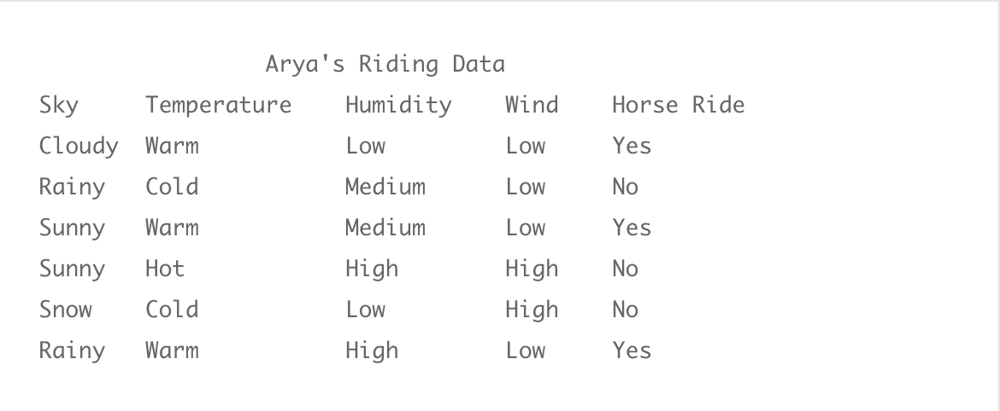 Arya's Riding Data
Sky Temperature Humidity Wind Horse Ride
Cloudy Warm Low Low Yes
Rainy Cold Medium Low No
Sunny Warm Medium Low Yes
Sunny Hot High High No
Snow Cold Low High No
Rainy Warm High Low Yes